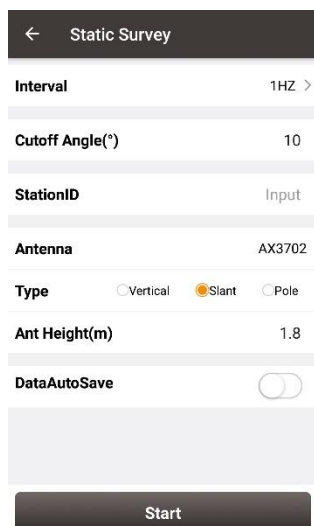 Static Survey
Interval 1HZ >
Cutoff Angle(°) 10
StationID Input
Antenna AX3702
Type Vertical Slant Pole
Ant Height(m) 1.8
DataAutoSave
Start